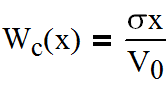 W_c(x) = σx / V_0